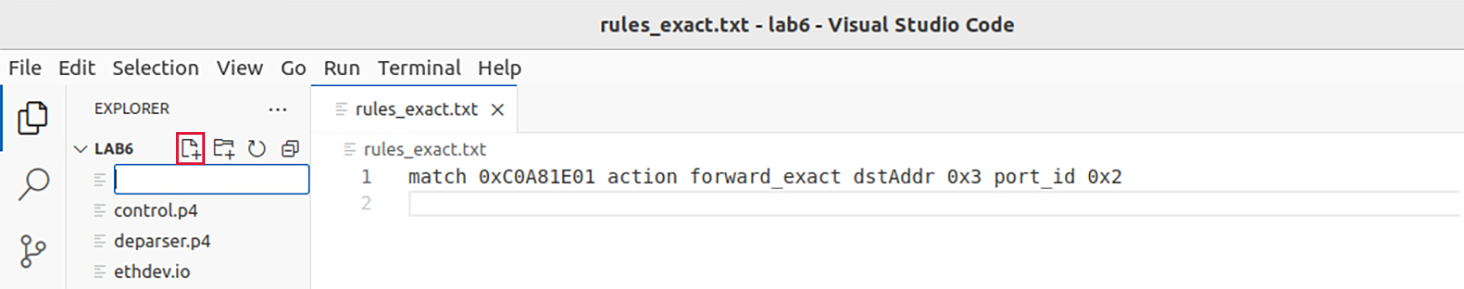 rules_exact.txt - lab6 - Visual Studio Code
File Edit Selection View Go Run Terminal Help
EXPLORER ···
rules_exact.txt
LAB6
rules_exact.txt
1 match 0xC0A81E01 action forward_exact dstAddr 0x3 port_id 0x2
2
control.p4
deparser.p4
ethdev.io